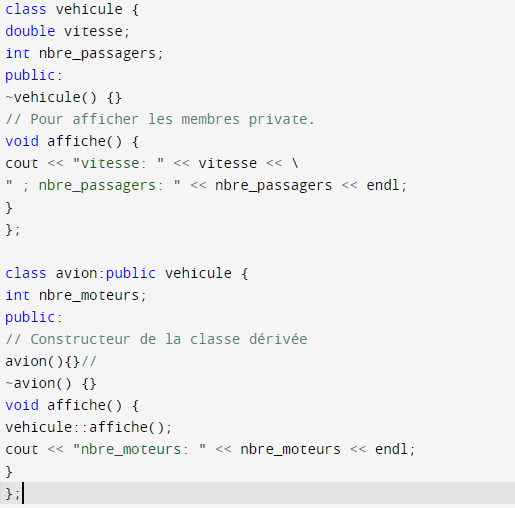 class vehicule {
double vitesse;
int nbre_passagers;
public:
~vehicule() {}
// Pour afficher les membres private.
void affiche() {
cout << "vitesse: " << vitesse << \
" ; nbre_passagers: " << nbre_passagers << endl;
}
};

class avion:public vehicule {
int nbre_moteurs;
public:
// Constructeur de la classe dérivée
avion(){}//
~avion() {}
void affiche() {
vehicule::affiche();
cout << "nbre_moteurs: " << nbre_moteurs << endl;
}
};